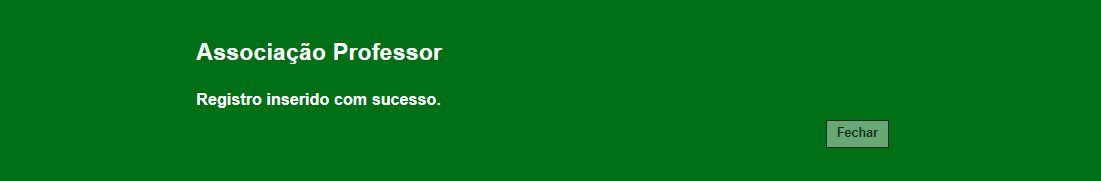 Associação Professor
Registro inserido com sucesso.
Fechar